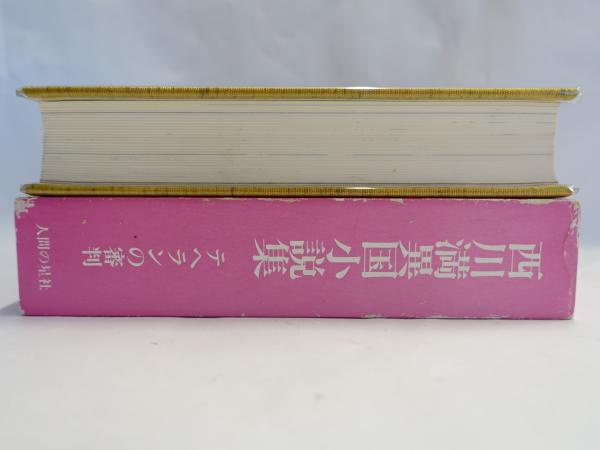 西川満異国小説集
テヘランの審判
人間の星社